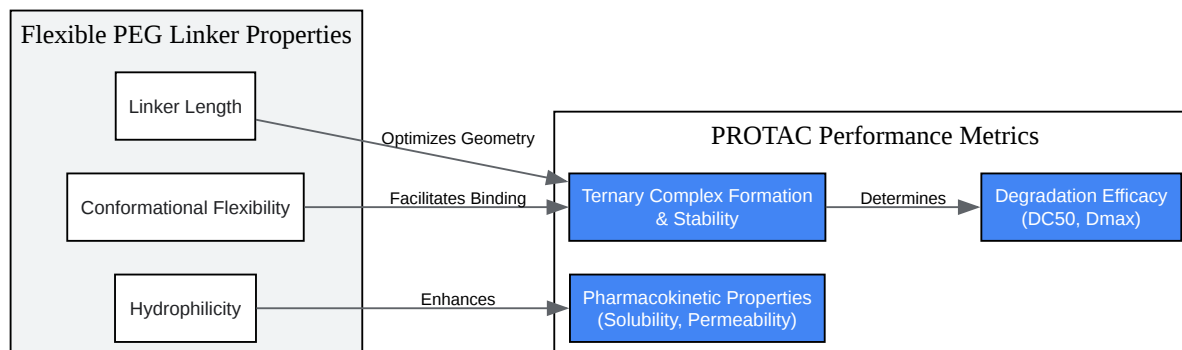 Flexible PEG Linker Properties
Linker Length
Optimizes Geometry
PROTAC Performance Metrics
Conformational Flexibility
Facilitates Binding
Ternary Complex Formation
& Stability
Determines
Degradation Efficacy
(DC50, Dmax)
Hydrophilicity
Enhances
Pharmacokinetic Properties
(Solubility, Permeability)